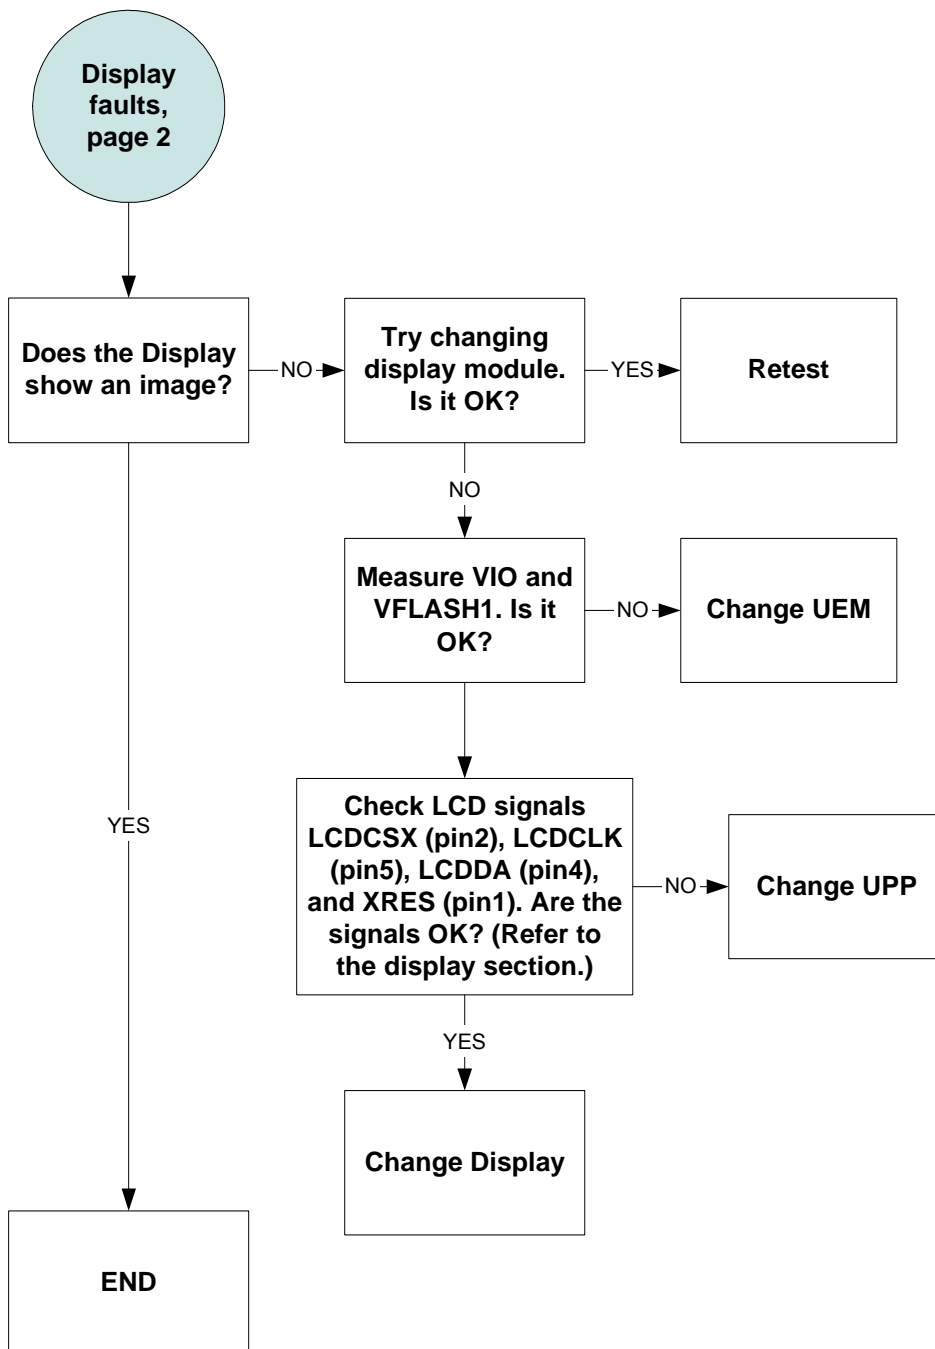 Display
faults,
page 2
Does the Display
show an image?
NO
Try changing
display module.
Is it OK?
YES
Retest
NO
Measure VIO and
VFLASH1. Is it
OK?
NO
Change UEM
YES
Check LCD signals
LCDCSX (pin2), LCDCLK
(pin5), LCDDA (pin4),
and XRES (pin1). Are the
signals OK? (Refer to
the display section.)
NO
Change UPP
YES
Change Display
END